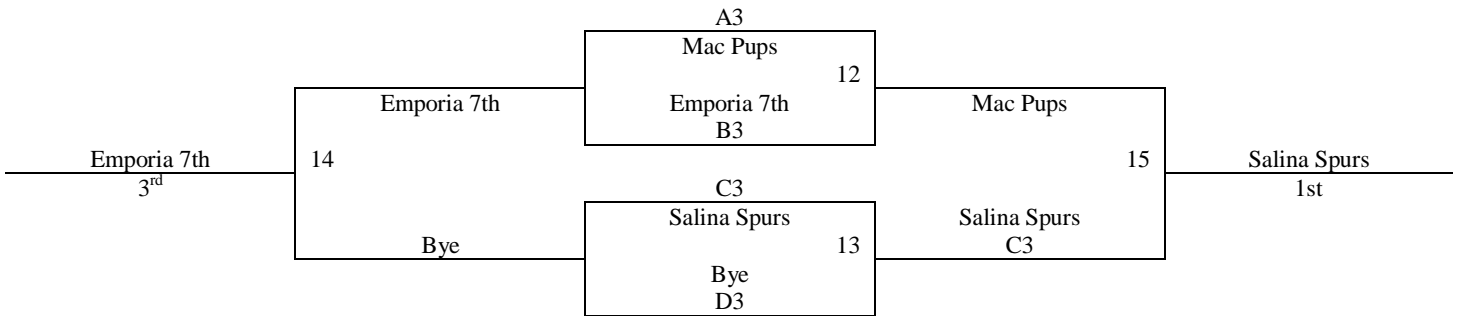 A3
Mac Pups
12
Emporia 7th
Emporia 7th
Mac Pups
B3
Emporia 7th
14
15
Salina Spurs
3rd
C3
1st
Salina Spurs
Salina Spurs
Bye
13
C3
Bye
D3